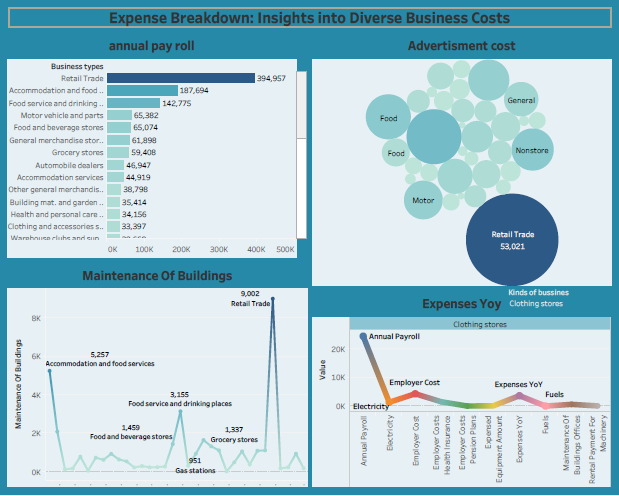 Expense Breakdown: Insights into Diverse Business Costs
annual pay roll
Business types
Retail Trade 394,957
Accommodation and food .. 187,694
Food service and drinking .. 142,775
Motor vehicle and parts 65,382
Food and beverage stores 65,074
General merchandise stor.. 61,898
Grocery stores 59,408
Automobile dealers 46,947
Accommodation services 44,919
Other general merchandis.. 38,798
Building mat. and garden .. 35,414
Health and personal care .. 34,156
Clothing and accessories s.. 33,397
Warehouse clubs and sup..
0K 100K 200K 300K 400K 500K
Advertisment cost
General
Food
Food
Nonstore
Motor
Retail Trade
53,021
Maintenance Of Buildings
Maintenance Of Buildings
8K
6K
4K
2K
0K
9,002
Retail Trade
5,257
Accommodation and food services
3,155
Food service and drinking places
1,459
Food and beverage stores
1,337
Grocery stores
951
Gas stations
Kinds of bussines
Clothing stores
Expenses Yoy
Clothing stores
Value
20K
10K
0K
Annual Payroll
Employer Cost
Expenses YoY
Fuels
Electricity
Annual Payroll
Electricity
Employer Cost
Employer Costs
Health Insurance
Employer Costs
Pension Plans
Expensed
Equipment Amount
Expenses YoY
Fuels
Maintenance Of
Buildings Offices
Rental Payment For
Machinery